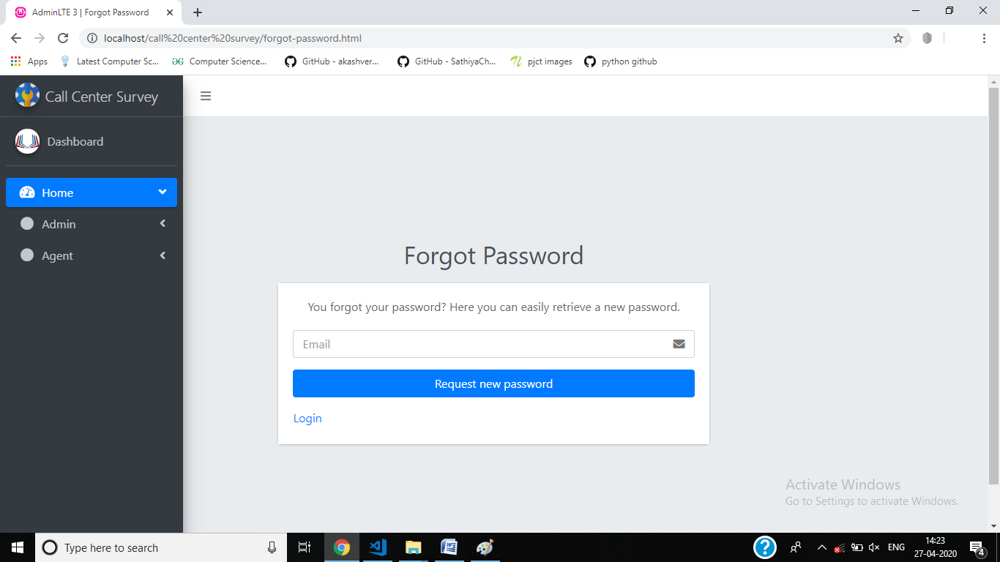 AdminLTE 3 | Forgot Password
localhost/call%20center%20survey/forgot-password.html
Apps
Latest Computer Sc...
Computer Science...
GitHub - akashver...
GitHub - SathiyaCh...
pjct images
python github
Call Center Survey
Dashboard
Home
Admin
Agent
Forgot Password
You forgot your password? Here you can easily retrieve a new password.
Email
Request new password
Login
Activate Windows
Go to Settings to activate Windows.
Type here to search
ENG
14:23
27-04-2020
4